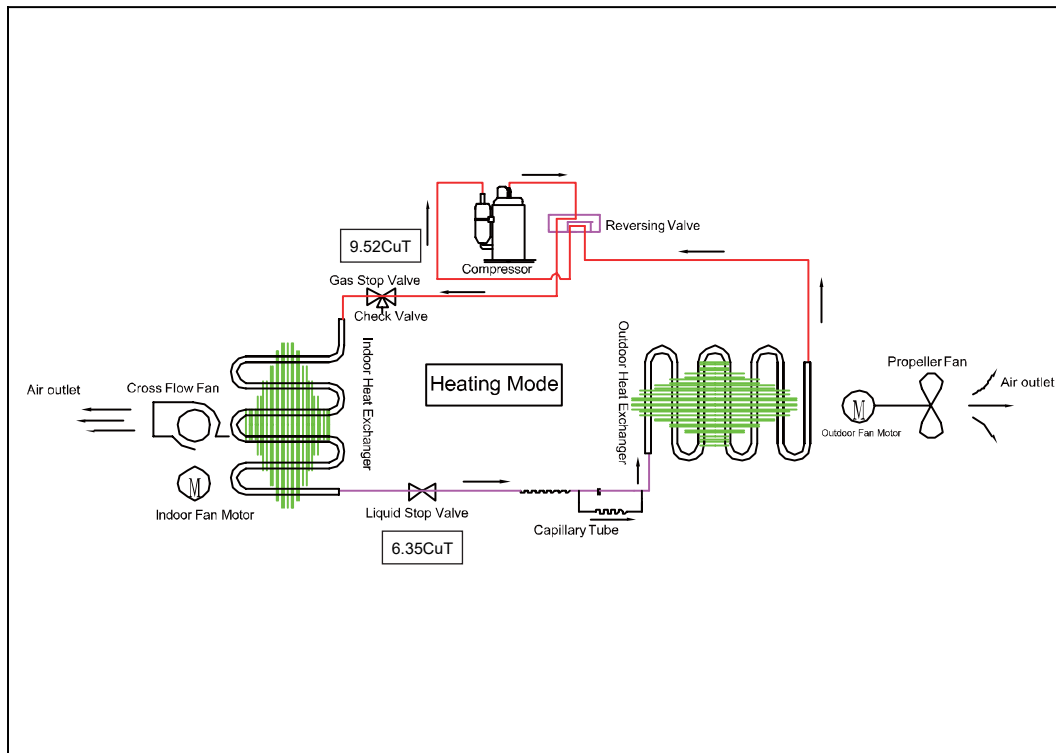 Reversing Valve
9.52CuT
Compressor
Gas Stop Valve
Check Valve
Indoor Heat Exchanger
Outdoor Heat Exchanger
Heating Mode
Air outlet
Cross Flow Fan
M
Indoor Fan Motor
Propeller Fan
Air outlet
M
Outdoor Fan Motor
Liquid Stop Valve
Capillary Tube
6.35CuT